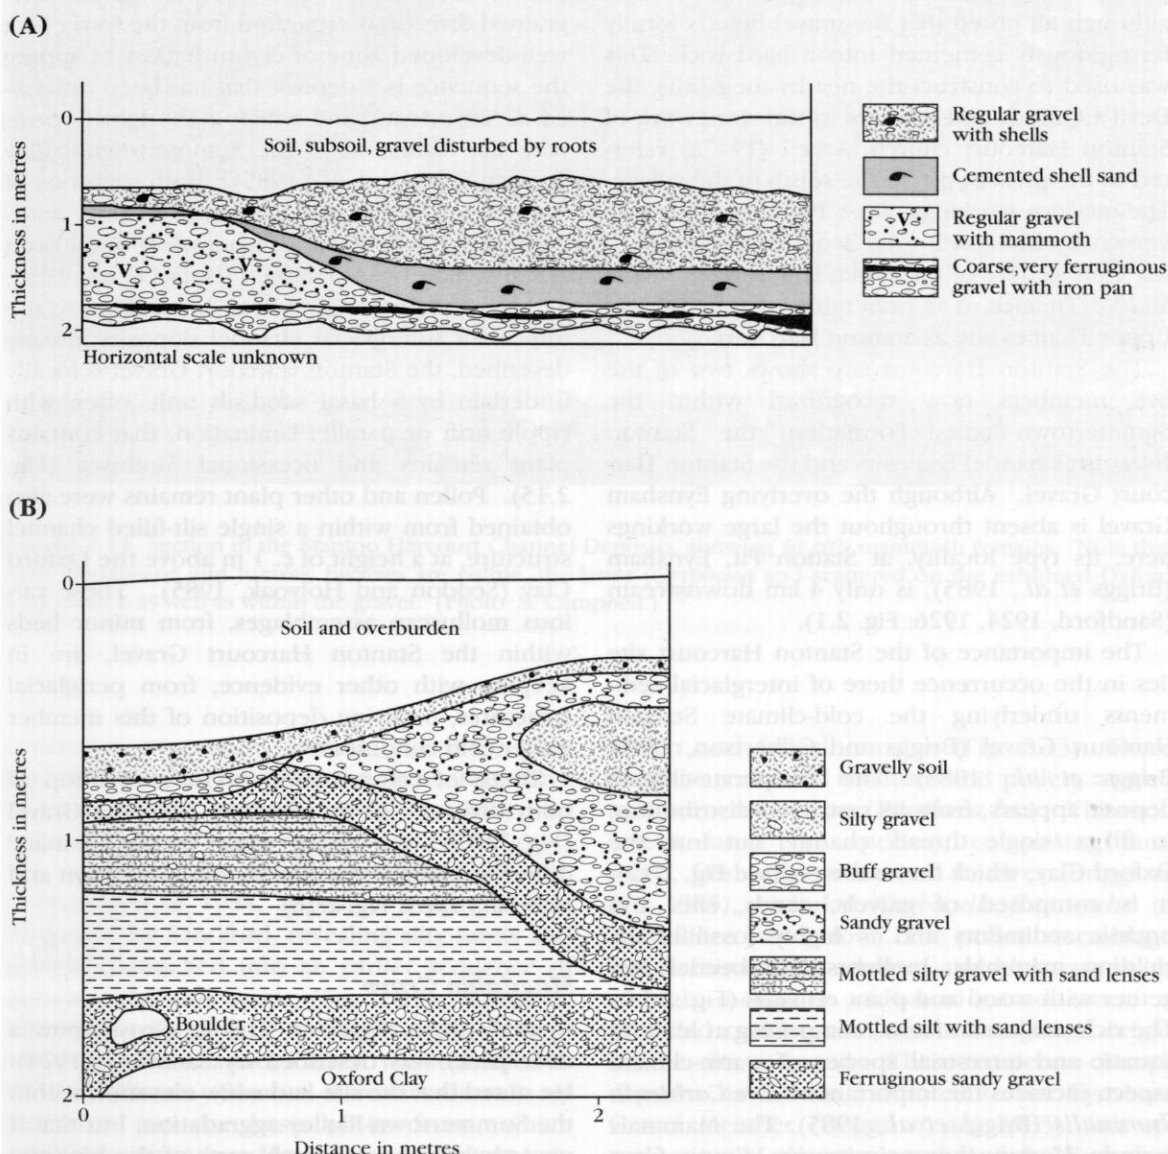 (A)
Thickness in metres
0
1
2
Soil, subsoil, gravel disturbed by roots
V
V
Horizontal scale unknown
Regular gravel
with shells
Cemented shell sand
V
Regular gravel
with mammoth
Coarse,very ferruginous
gravel with iron pan
(B)
Thickness in metres
0
1
2
Soil and overburden
Boulder
Oxford Clay
0
1
2
Distance in metres
Gravelly soil
Silty gravel
Buff gravel
Sandy gravel
Mottled silty gravel with sand lenses
Mottled silt with sand lenses
Ferruginous sandy gravel